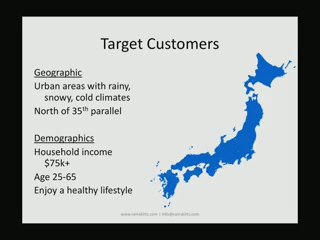 Target Customers
Geographic
Urban areas with rainy,
snowy, cold climates
North of 35th parallel
Demographics
Household income
$75k+
Age 25-65
Enjoy a healthy lifestyle